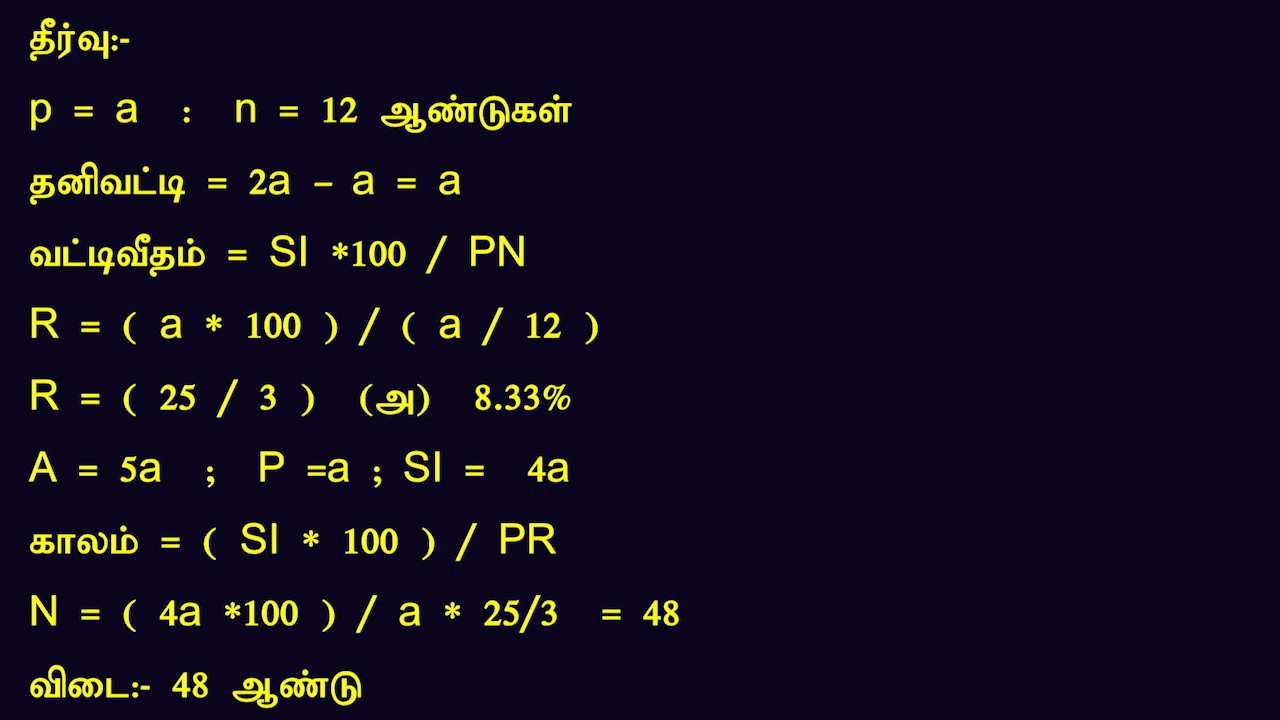 தீர்வு:-
p = a : n = 12 ஆண்டுகள்
தனிவட்டி = 2a – a = a
வட்டிவீதம் = SI *100 / PN
R = ( a * 100 ) / ( a / 12 )
R = ( 25 / 3 ) (அ) 8.33%
A = 5a ; P =a ; SI = 4a
காலம் = ( SI * 100 ) / PR
N = ( 4a *100 ) / a * 25/3 = 48
விடை:- 48 ஆண்டு